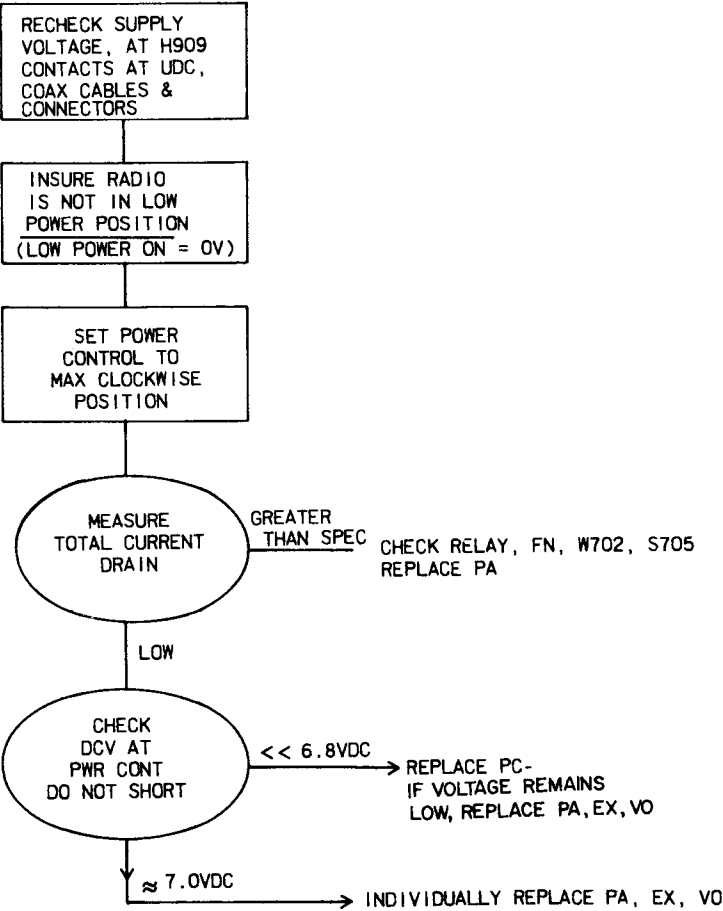 RECHECK SUPPLY
VOLTAGE, AT H909
CONTACTS AT UDC,
COAX CABLES &
CONNECTORS
INSURE RADIO
IS NOT IN LOW
POWER POSITION
(LOW POWER ON = 0V)
SET POWER
CONTROL TO
MAX CLOCKWISE
POSITION
MEASURE
TOTAL CURRENT
DRAIN
GREATER
THAN SPEC
CHECK RELAY, FN, W702, S705
REPLACE PA
LOW
CHECK
DCV AT
PWR CONT
DO NOT SHORT
<< 6.8VDC
REPLACE PC-
IF VOLTAGE REMAINS
LOW, REPLACE PA, EX, VO
≈ 7.0VDC
INDIVIDUALLY REPLACE PA, EX, VO